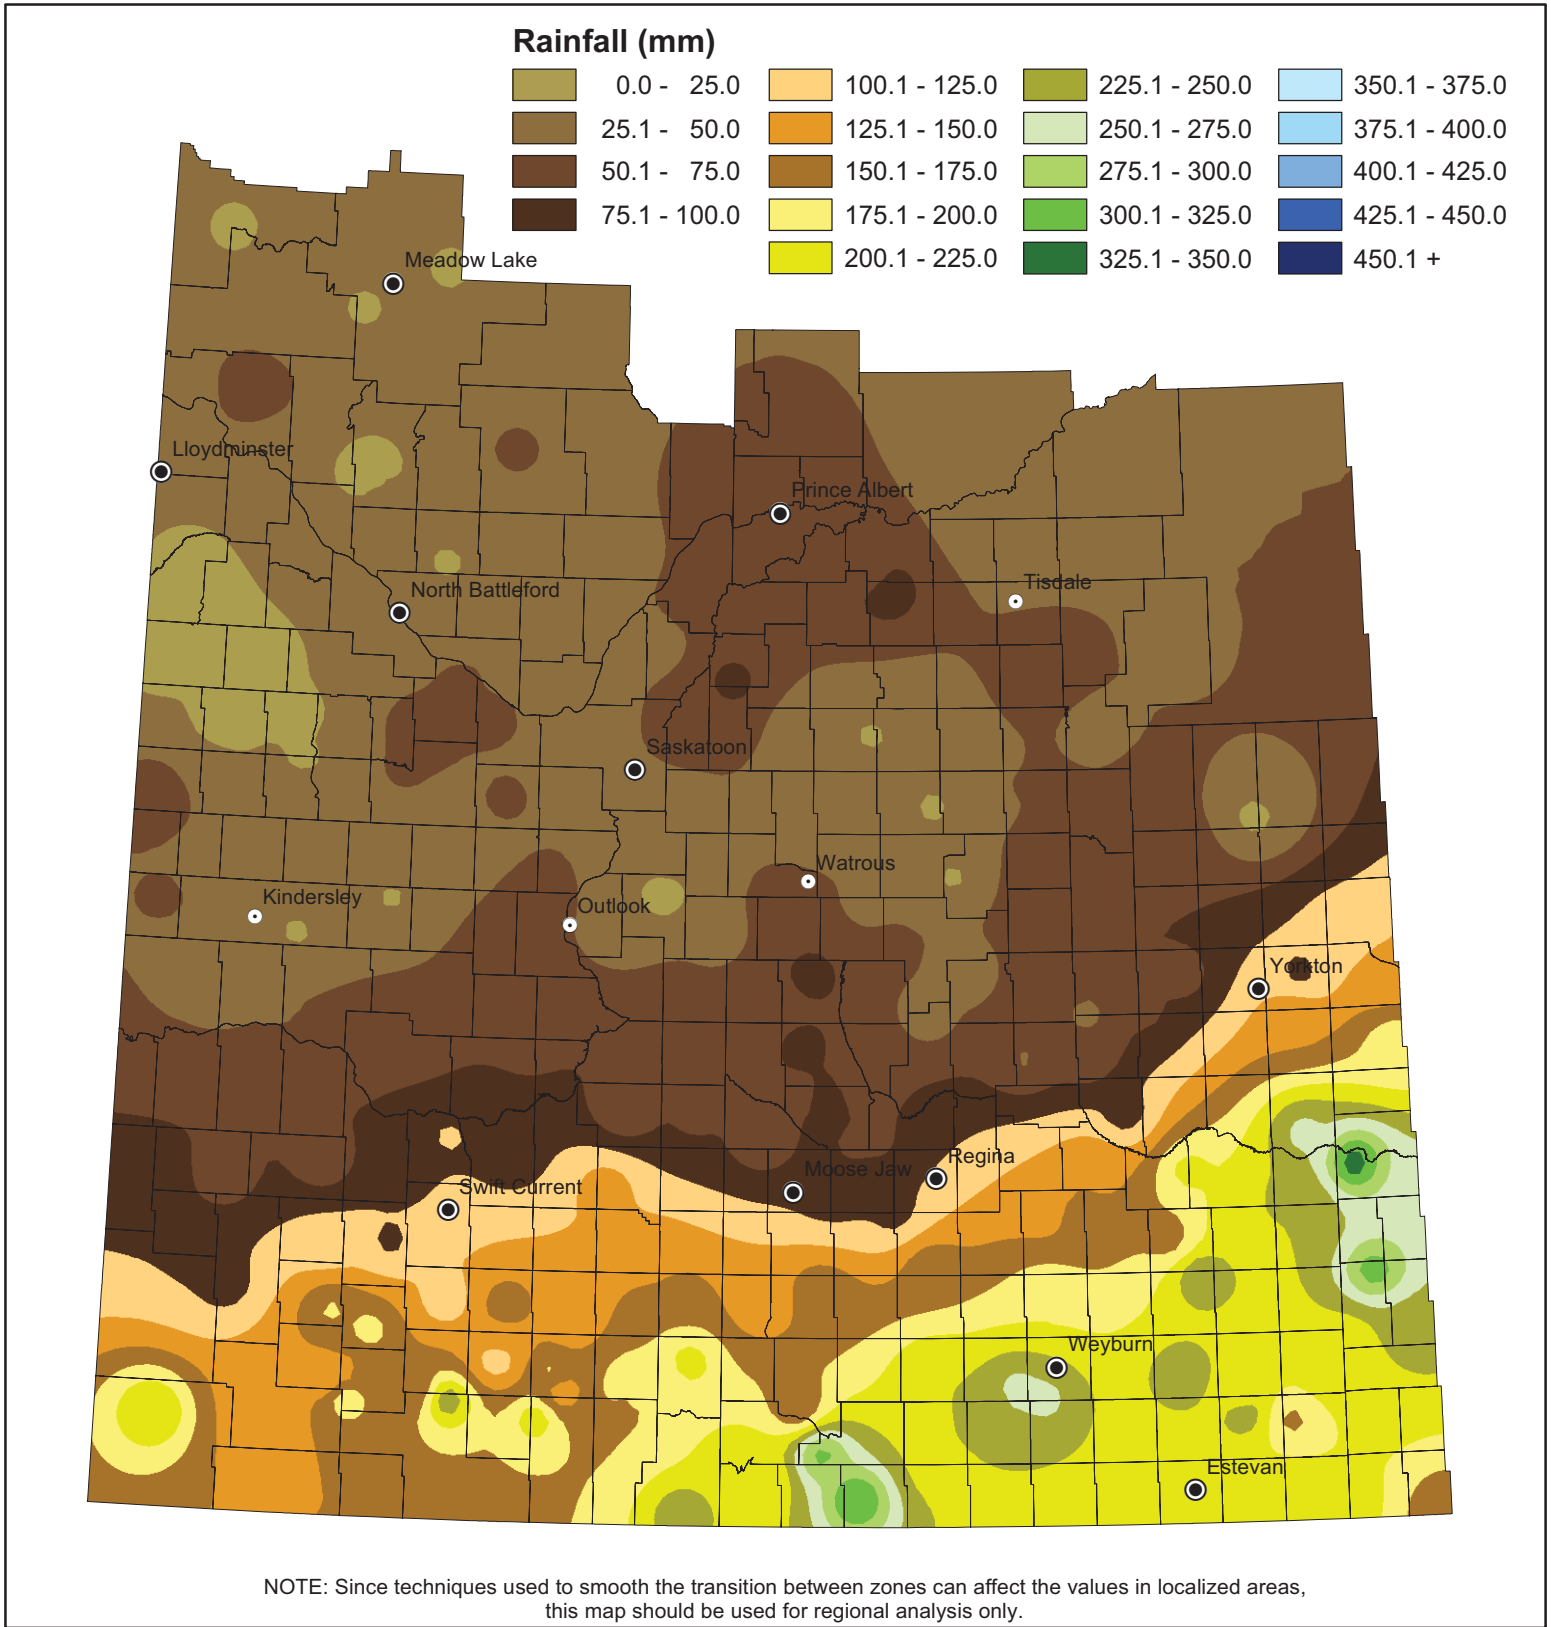 Rainfall (mm)
0.0 - 25.0
25.1 - 50.0
50.1 - 75.0
75.1 - 100.0
100.1 - 125.0
125.1 - 150.0
150.1 - 175.0
175.1 - 200.0
200.1 - 225.0
225.1 - 250.0
250.1 - 275.0
275.1 - 300.0
300.1 - 325.0
325.1 - 350.0
350.1 - 375.0
375.1 - 400.0
400.1 - 425.0
425.1 - 450.0
450.1 +
Meadow Lake
Lloydminster
Prince Albert
North Battleford
Tisdale
Saskatoon
Watrous
Kindersley
Outlook
Yorkton
Regina
Moose Jaw
Swift Current
Weyburn
Estevan
NOTE: Since techniques used to smooth the transition between zones can affect the values in localized areas,
this map should be used for regional analysis only.